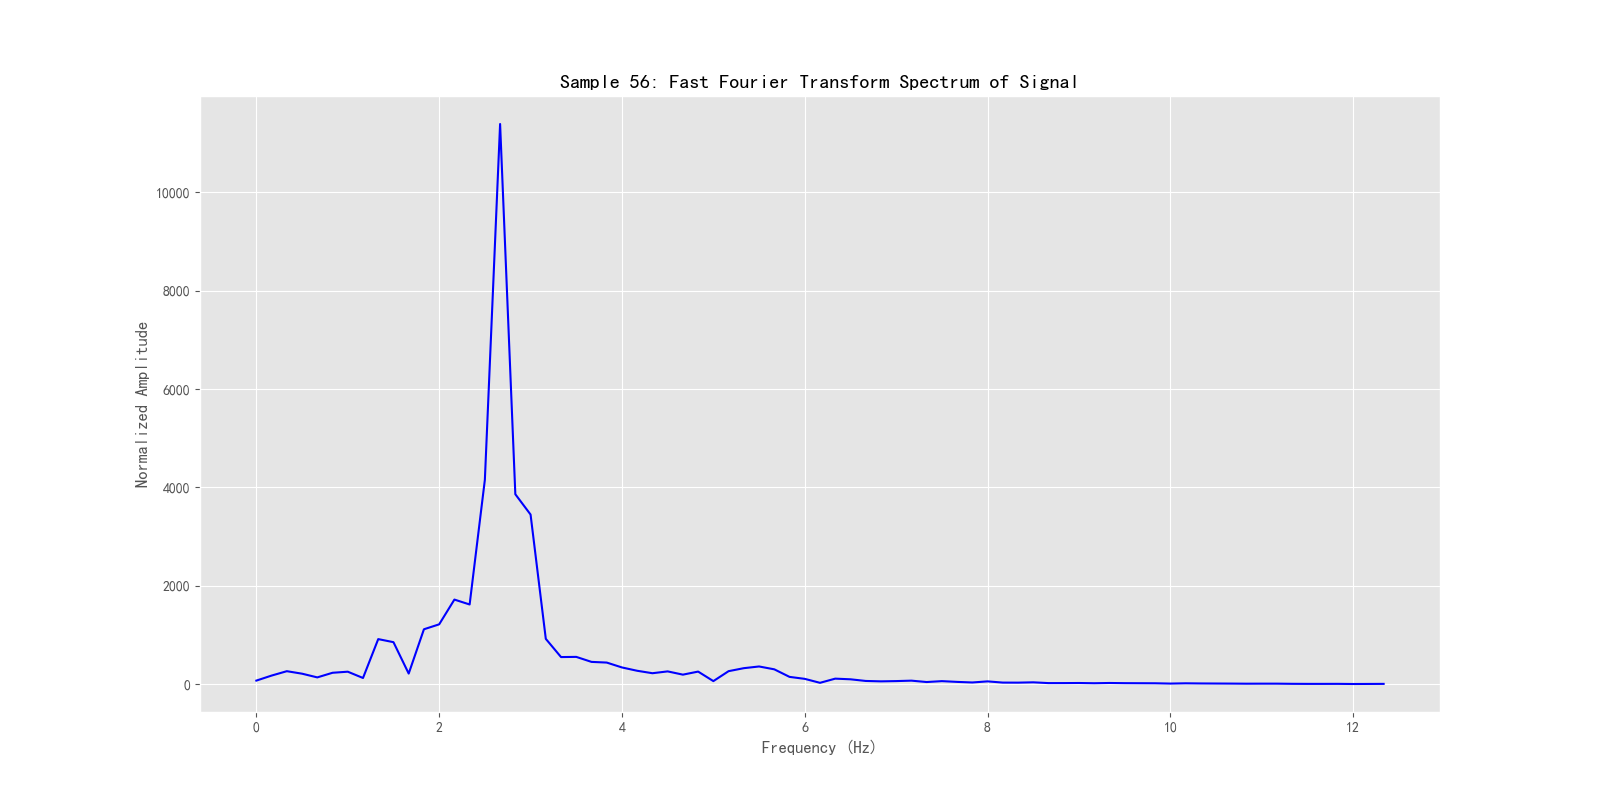 Sample 56: Fast Fourier Transform Spectrum of Signal
Normalized Amplitude
10000
8000
6000
4000
2000
0
0 2 4 6 8 10 12
Frequency (Hz)